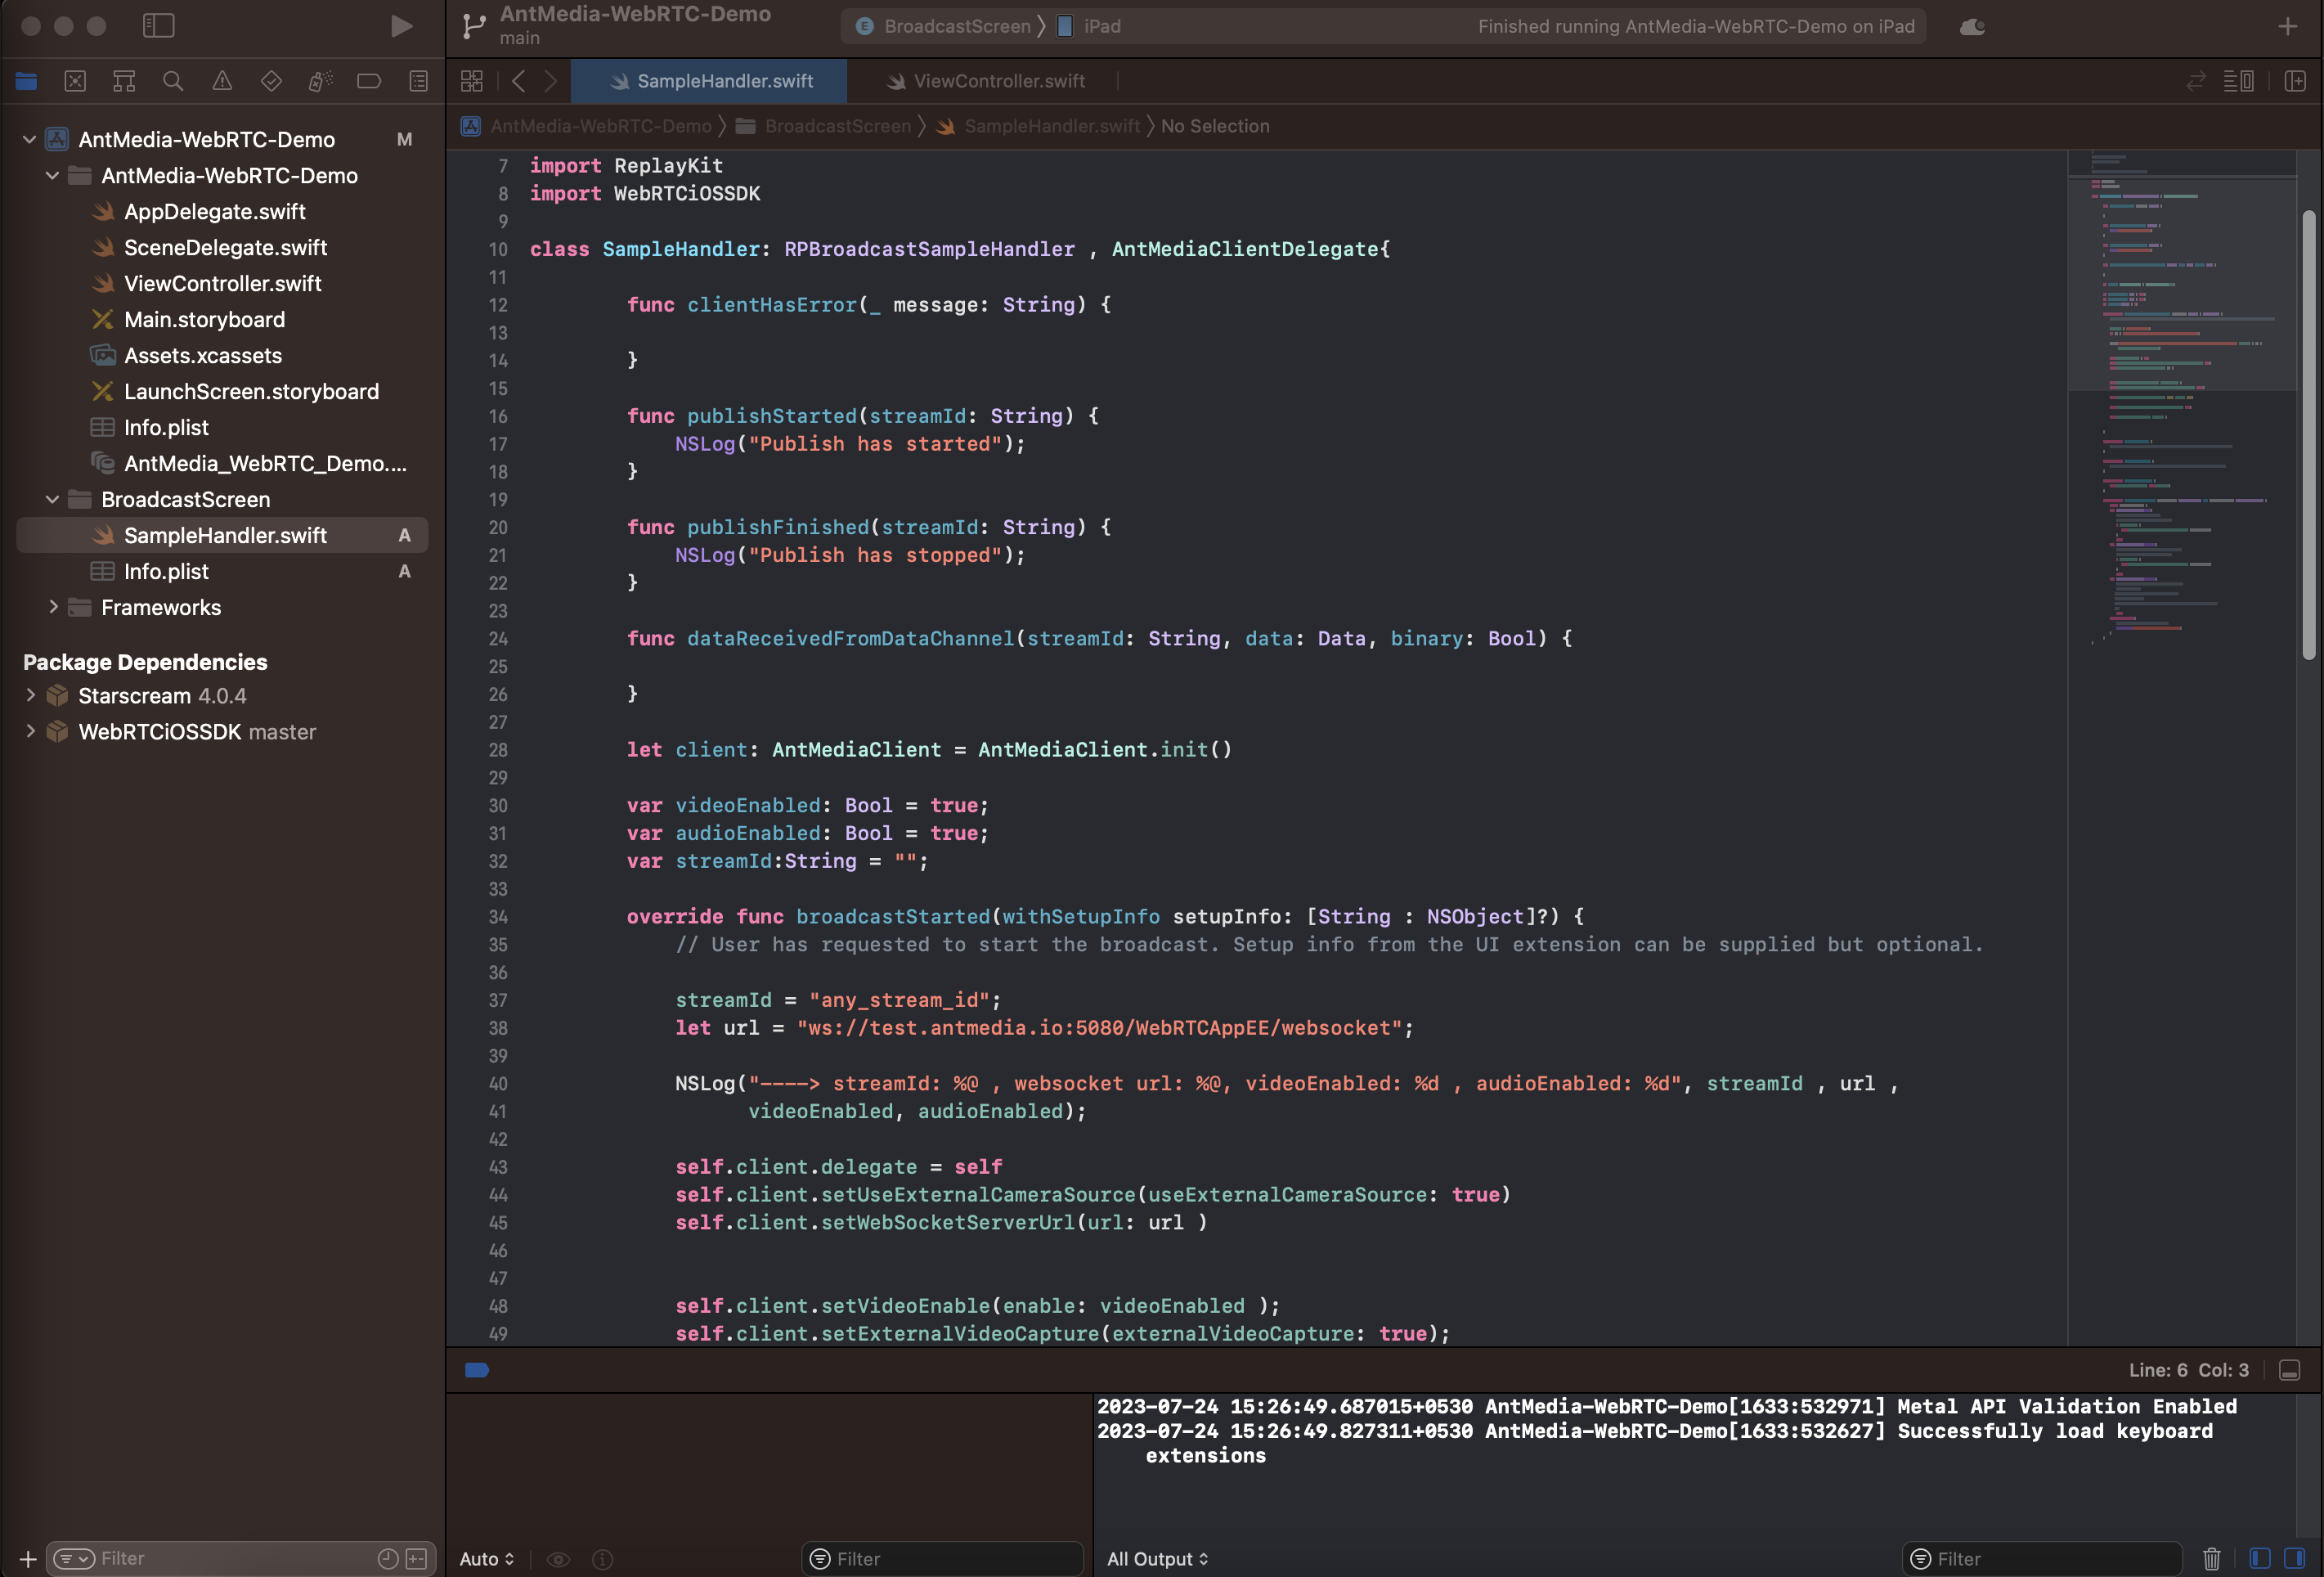 AntMedia-WebRTC-Demo
main
E BroadcastScreen iPad
Finished running AntMedia-WebRTC-Demo on iPad
SampleHandler.swift
ViewController.swift
AntMedia-WebRTC-Demo BroadcastScreen SampleHandler.swift No Selection
AntMedia-WebRTC-Demo M
AntMedia-WebRTC-Demo
AppDelegate.swift
SceneDelegate.swift
ViewController.swift
Main.storyboard
Assets.xcassets
LaunchScreen.storyboard
Info.plist
AntMedia_WebRTC_Demo....
BroadcastScreen
SampleHandler.swift A
Info.plist A
Frameworks
Package Dependencies
Starscream 4.0.4
WebRTCiOSSDK master
Filter
7 import ReplayKit
8 import WebRTCiOSSDK
9
10 class SampleHandler: RPBroadcastSampleHandler , AntMediaClientDelegate{
11
12 func clientHasError(_ message: String) {
13
14 }
15
16 func publishStarted(streamId: String) {
17 NSLog("Publish has started");
18 }
19
20 func publishFinished(streamId: String) {
21 NSLog("Publish has stopped");
22 }
23
24 func dataReceivedFromDataChannel(streamId: String, data: Data, binary: Bool) {
25
26 }
27
28 let client: AntMediaClient = AntMediaClient.init()
29
30 var videoEnabled: Bool = true;
31 var audioEnabled: Bool = true;
32 var streamId:String = "";
33
34 override func broadcastStarted(withSetupInfo setupInfo: [String : NSObject]?) {
35 // User has requested to start the broadcast. Setup info from the UI extension can be supplied but optional.
36
37 streamId = "any_stream_id";
38 let url = "ws://test.antmedia.io:5080/WebRTCAppEE/websocket";
39
40 NSLog("----> streamId: %@ , websocket url: %@, videoEnabled: %d , audioEnabled: %d", streamId , url ,
41 videoEnabled, audioEnabled);
42
43 self.client.delegate = self
44 self.client.setUseExternalCameraSource(useExternalCameraSource: true)
45 self.client.setWebSocketServerUrl(url: url )
46
47
48 self.client.setVideoEnable(enable: videoEnabled );
49 self.client.setExternalVideoCapture(externalVideoCapture: true);
Line: 6 Col: 3
2023-07-24 15:26:49.687015+0530 AntMedia-WebRTC-Demo[1633:532971] Metal API Validation Enabled
2023-07-24 15:26:49.827311+0530 AntMedia-WebRTC-Demo[1633:532627] Successfully load keyboard
extensions
Auto
Filter
All Output
Filter